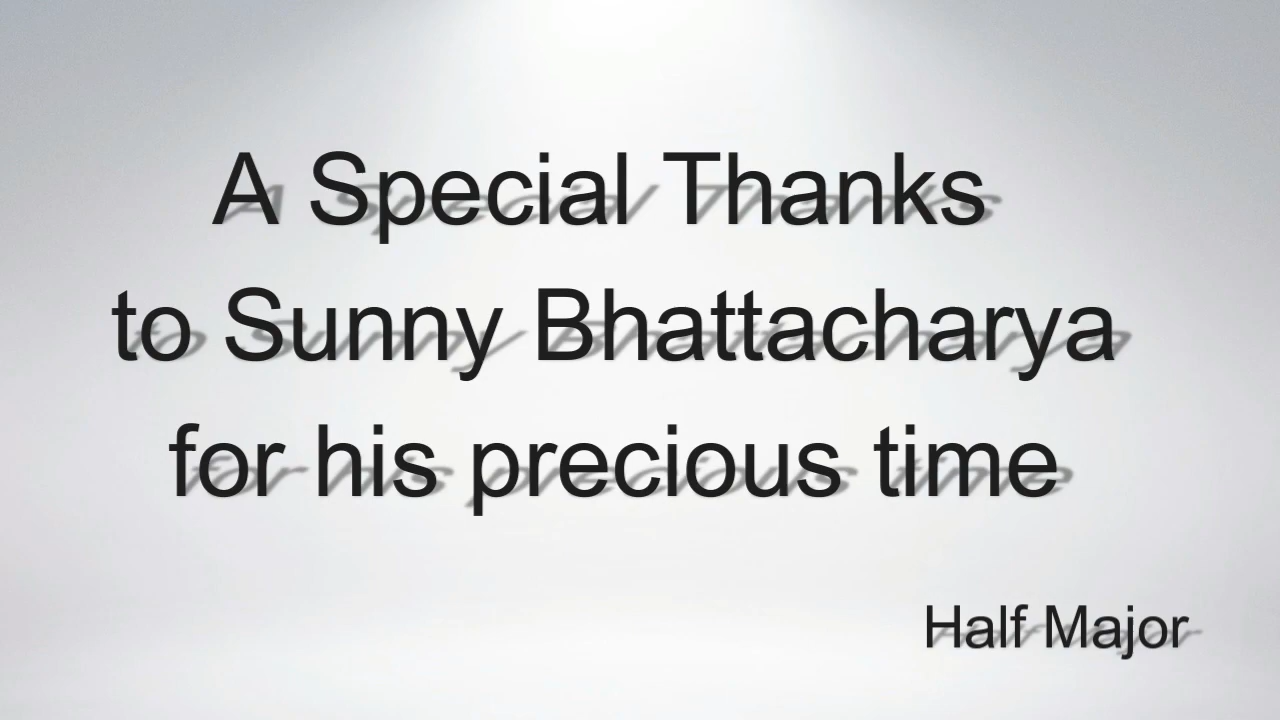 A Special Thanks
to Sunny Bhattacharya
for his precious time
Half Major